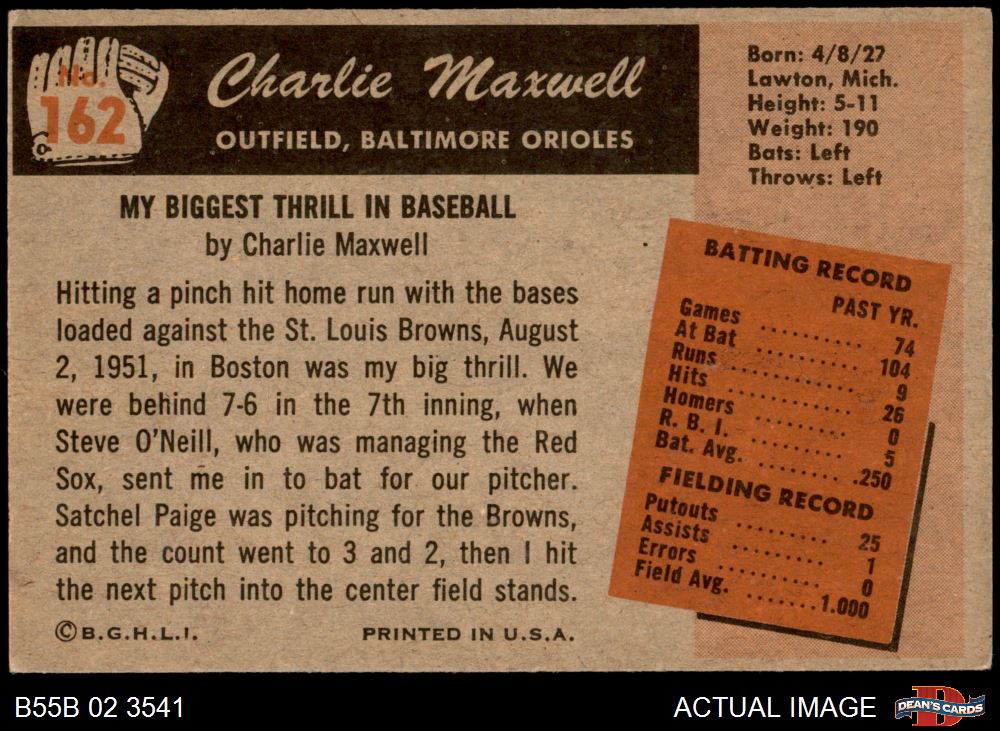 No.
162
Charlie Maxwell
OUTFIELD, BALTIMORE ORIOLES
Born: 4/8/27
Lawton, Mich.
Height: 5-11
Weight: 190
Bats: Left
Throws: Left
MY BIGGEST THRILL IN BASEBALL
by Charlie Maxwell
Hitting a pinch hit home run with the bases
loaded against the St. Louis Browns, August
2, 1951, in Boston was my big thrill. We
were behind 7-6 in the 7th inning, when
Steve O'Neill, who was managing the Red
Sox, sent me in to bat for our pitcher.
Satchel Paige was pitching for the Browns,
and the count went to 3 and 2, then I hit
the next pitch into the center field stands.
©B.G.H.L.I. PRINTED IN U.S.A.
BATTING RECORD
PAST YR.
Games ........ 74
At Bat ......... 104
Runs ........... 9
Hits ............ 26
Homers ......... 0
R. B. I. ......... 5
Bat. Avg. ....... .250
FIELDING RECORD
Putouts ........ 25
Assists ......... 1
Errors .......... 0
Field Avg. .......1.000
B55B 02 3541
ACTUAL IMAGE
D
DEAN'S CARDS